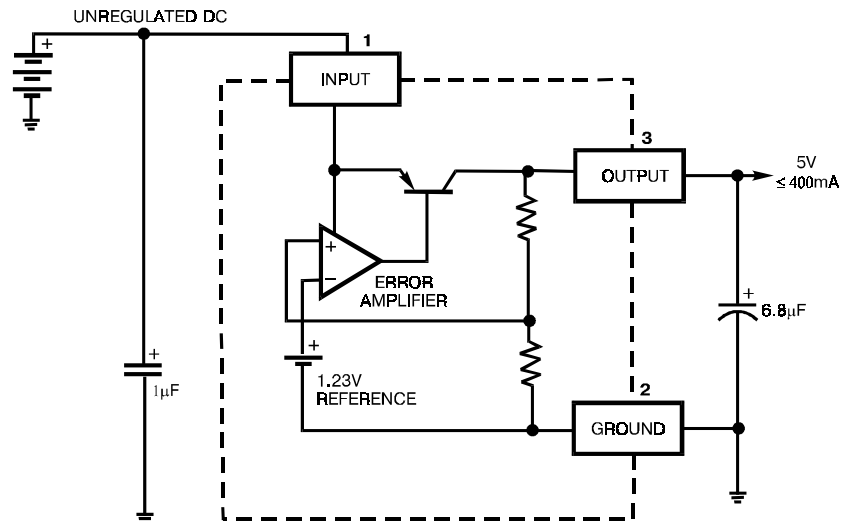 UNREGULATED DC
+
1
INPUT
3
OUTPUT
5V
≤ 400mA
+
−
ERROR
AMPLIFIER
+
6.8µF
+
1µF
+
1.23V
REFERENCE
2
GROUND